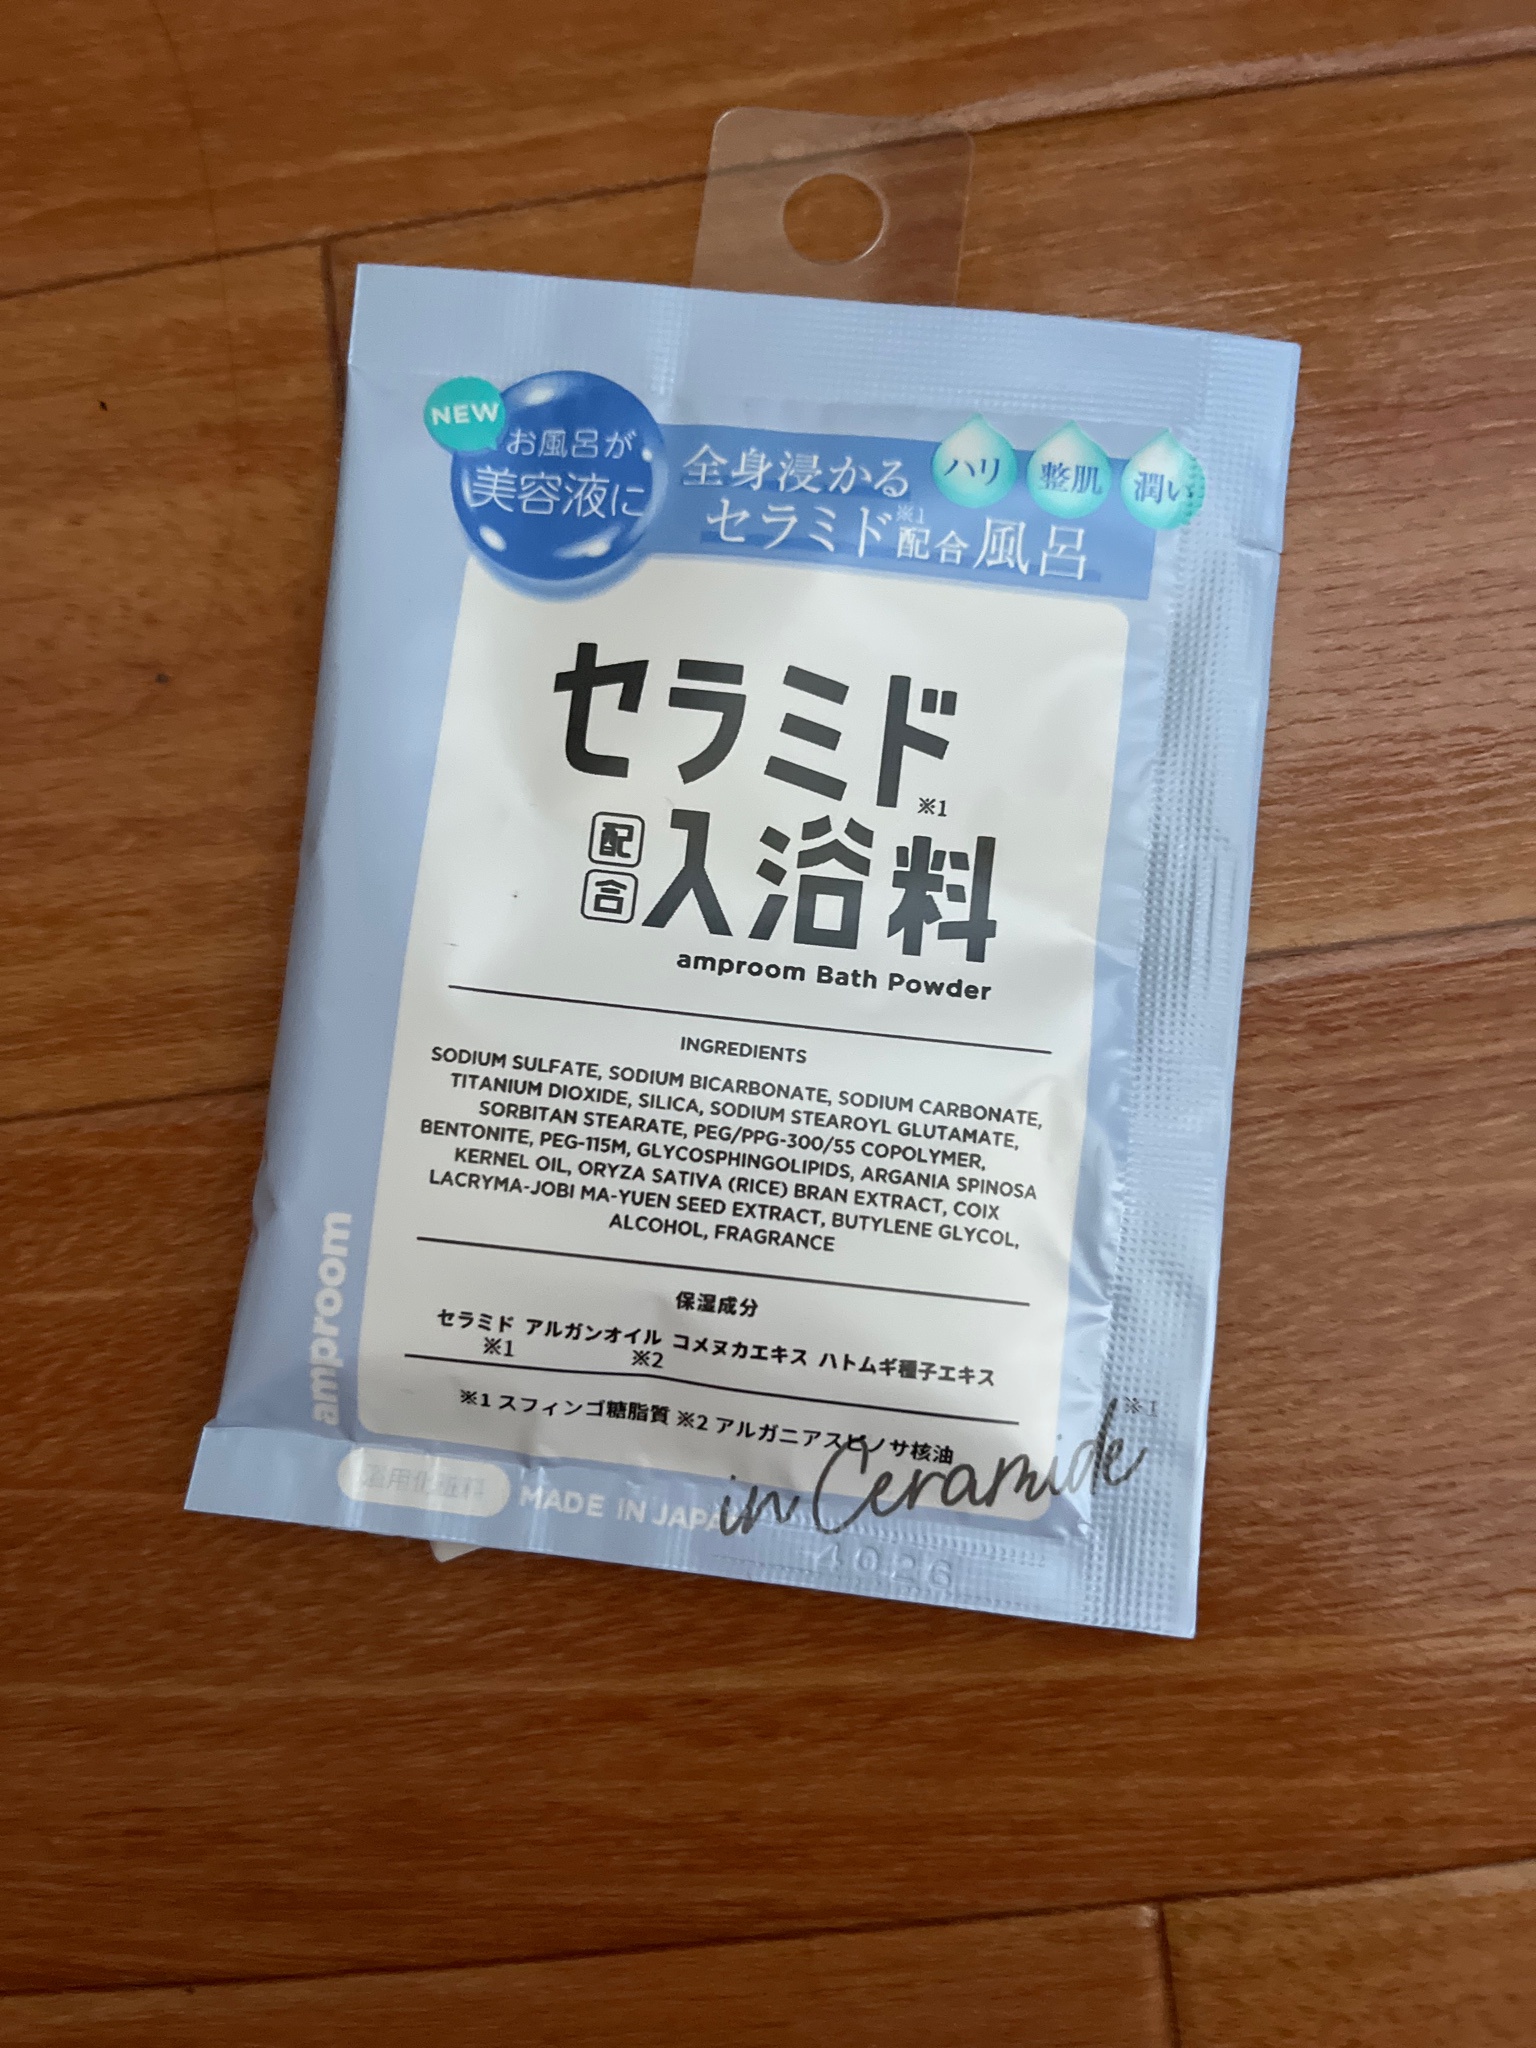 NEW
お風呂が
美容液に
全身浸かる
セラミド※1配合風呂
ハリ
整肌
潤い
セラミド※1
配合入浴料
amproom Bath Powder
INGREDIENTS
SODIUM SULFATE, SODIUM BICARBONATE, SODIUM CARBONATE,
TITANIUM DIOXIDE, SILICA, SODIUM STEAROYL GLUTAMATE,
SORBITAN STEARATE, PEG/PPG-300/55 COPOLYMER,
BENTONITE, PEG-115M, GLYCOSPHINGOLIPIDS, ARGANIA SPINOSA
KERNEL OIL, ORYZA SATIVA (RICE) BRAN EXTRACT, COIX
LACRYMA-JOBI MA-YUEN SEED EXTRACT, BUTYLENE GLYCOL,
ALCOHOL, FRAGRANCE
保湿成分
セラミド※1 アルガンオイル※2 コメヌカエキス ハトムギ種子エキス
※1 スフィンゴ糖脂質 ※2 アルガニアスピノサ核油
amproom
in Ceramide※1
浴用化粧料
MADE IN JAPAN
4026